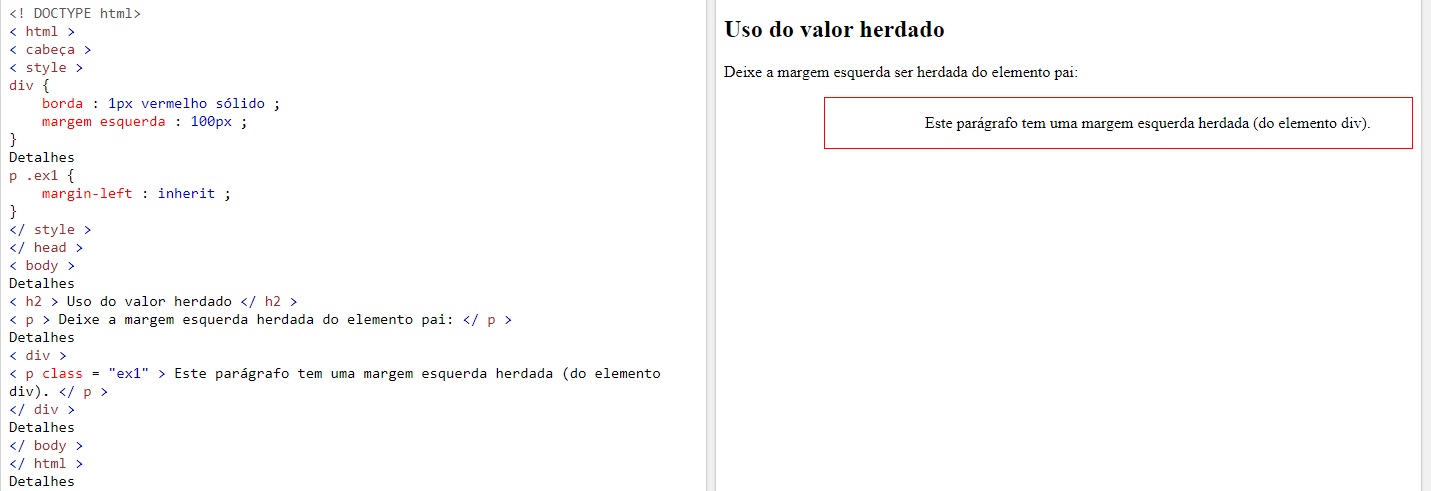 <! DOCTYPE html>
< html >
< cabeça >
< style >
div {
    borda : 1px vermelho sólido ;
    margem esquerda : 100px ;
}
Detalhes
p .ex1 {
    margin-left : inherit ;
}
</ style >
</ head >
< body >
Detalhes
< h2 > Uso do valor herdado </ h2 >
< p > Deixe a margem esquerda herdada do elemento pai: </ p >
Detalhes
< div >
< p class = "ex1" > Este parágrafo tem uma margem esquerda herdada (do elemento
div). </ p >
</ div >
Detalhes
</ body >
</ html >
Detalhes
Uso do valor herdado
Deixe a margem esquerda ser herdada do elemento pai:
Este parágrafo tem uma margem esquerda herdada (do elemento div).